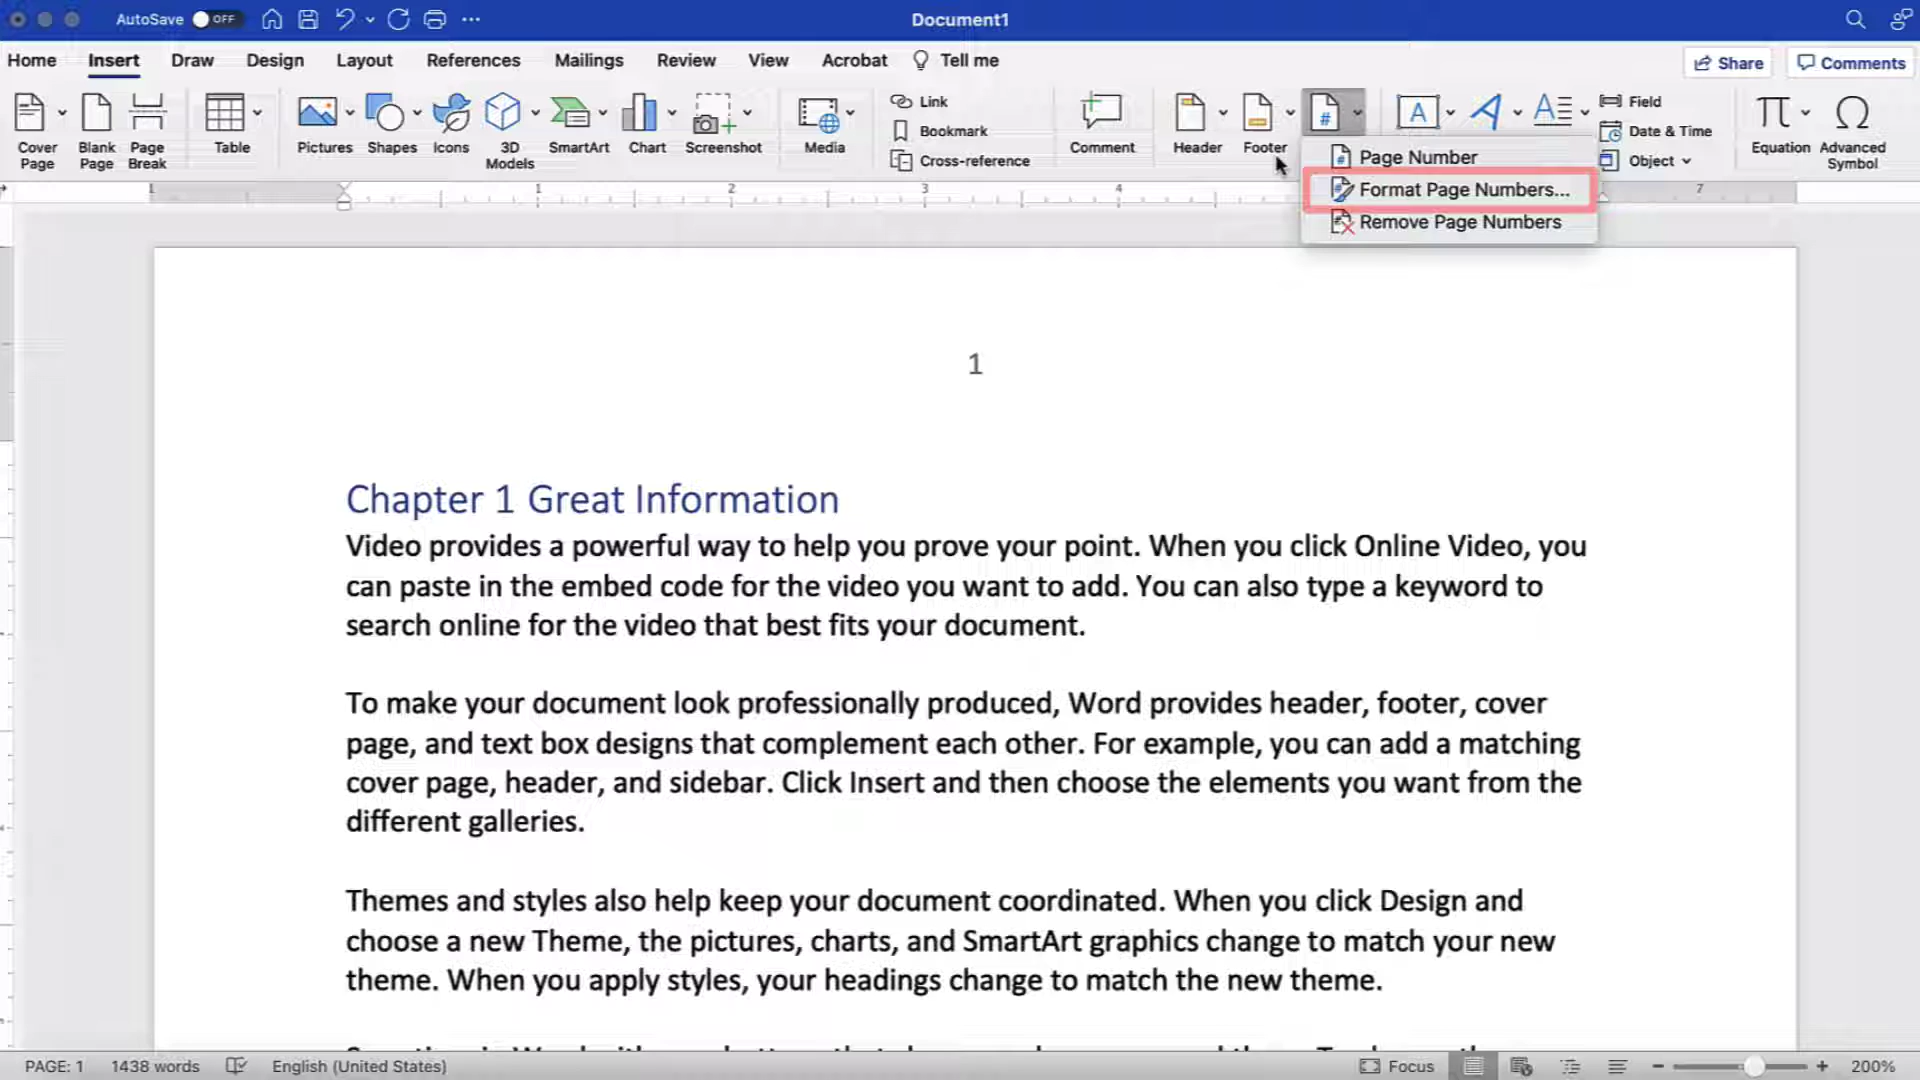 AutoSave OFF Document1
Home Insert Draw Design Layout References Mailings Review View Acrobat Tell me Share Comments
Cover Page
Blank Page
Page Break
Table
Pictures
Shapes
Icons
3D Models
SmartArt
Chart
Screenshot
Media
Link
Bookmark
Cross-reference
Comment
Header
Footer
Page Number
Format Page Numbers...
Remove Page Numbers
Field
Date & Time
Object
Equation
Advanced Symbol
1 1 2 3 4 7
1
Chapter 1 Great Information
Video provides a powerful way to help you prove your point. When you click Online Video, you
can paste in the embed code for the video you want to add. You can also type a keyword to
search online for the video that best fits your document.
To make your document look professionally produced, Word provides header, footer, cover
page, and text box designs that complement each other. For example, you can add a matching
cover page, header, and sidebar. Click Insert and then choose the elements you want from the
different galleries.
Themes and styles also help keep your document coordinated. When you click Design and
choose a new Theme, the pictures, charts, and SmartArt graphics change to match your new
theme. When you apply styles, your headings change to match the new theme.
PAGE: 1 1438 words English (United States) Focus 200%